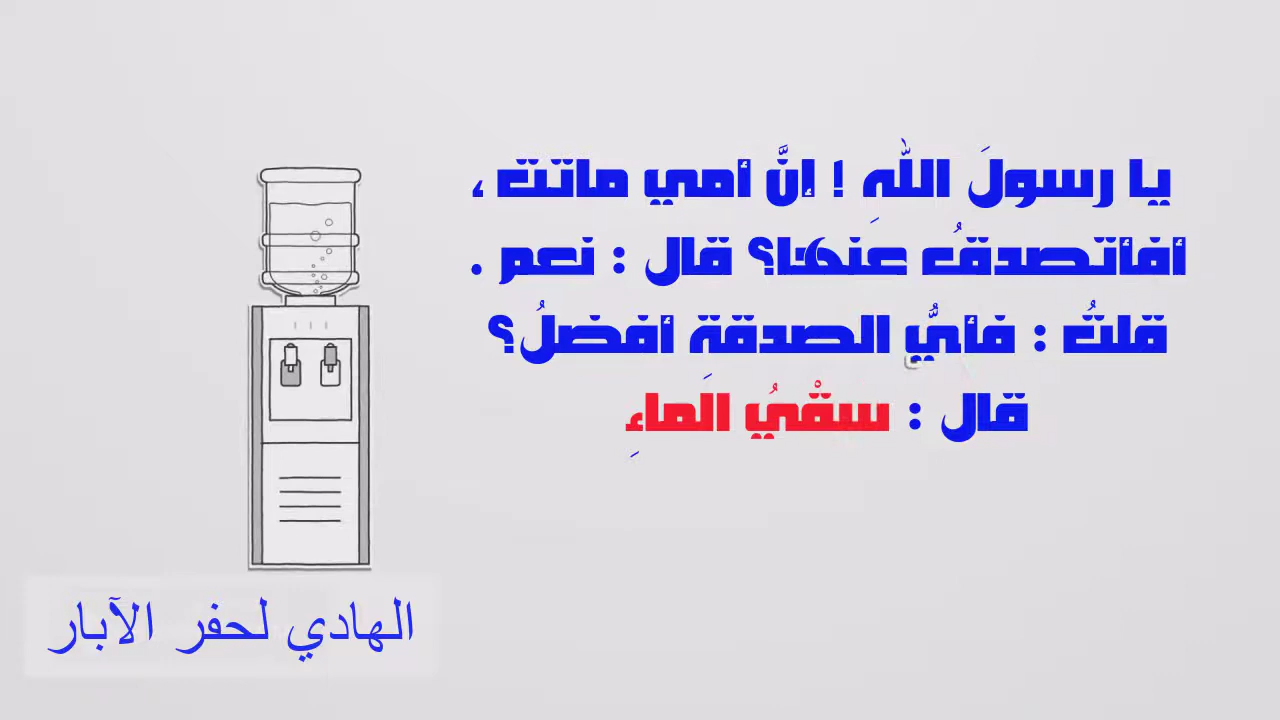 يا رسولَ اللهِ ! إنَّ أمي ماتت ،
أفأتصدقُ عنها؟ قال : نعم .
قلتُ : فأيُّ الصدقةِ أفضلُ؟
قال : سقْيُ الماءِ
الهادي لحفر الآبار